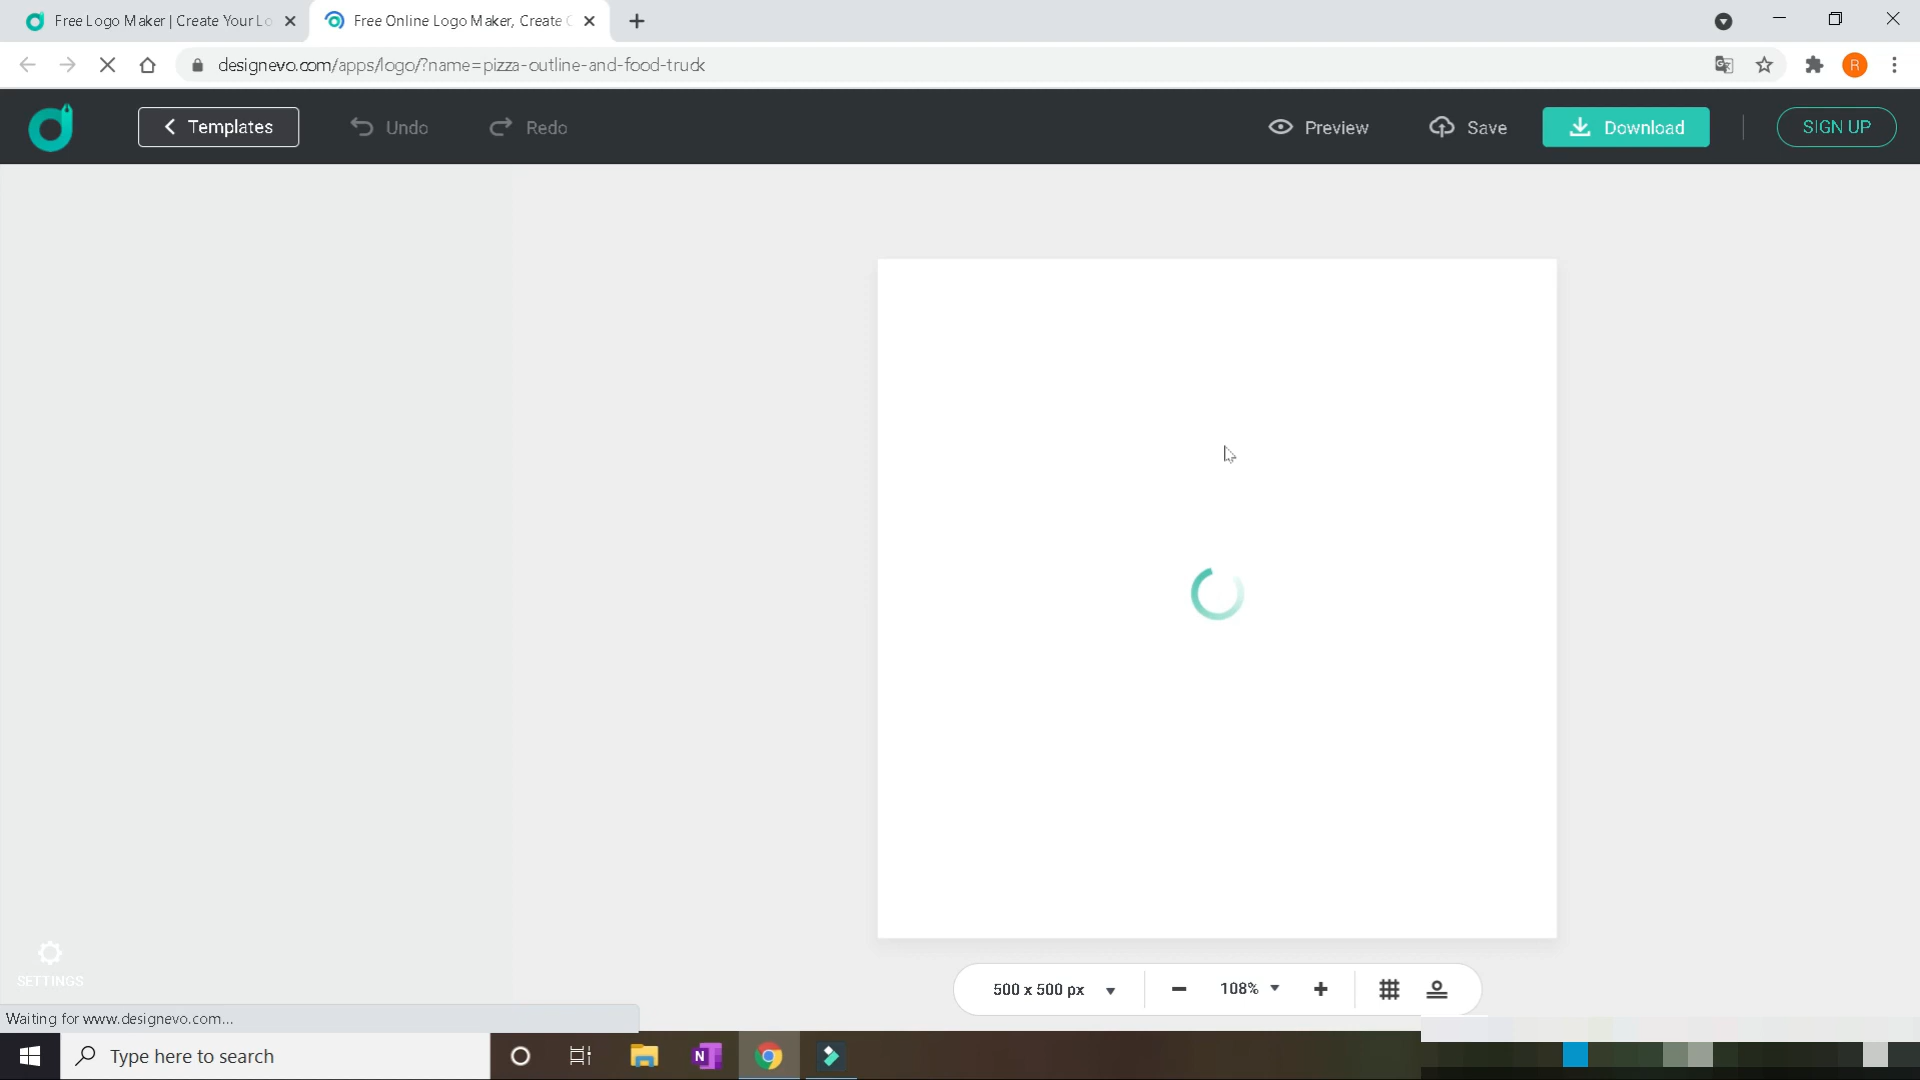 Free Logo Maker | Create Your Lo
Free Online Logo Maker, Create C
designevo.com/apps/logo/?name=pizza-outline-and-food-truck
R
Templates
Undo
Redo
Preview
Save
Download
SIGN UP
SETTINGS
500 x 500 px
108%
Waiting for www.designevo.com...
Type here to search
N